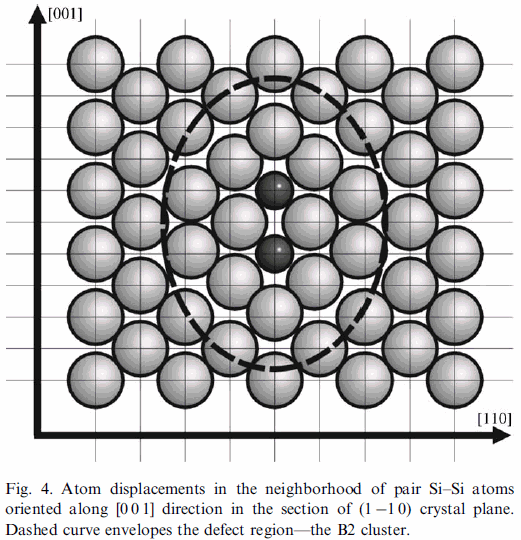 [001]
[110]
Fig. 4. Atom displacements in the neighborhood of pair Si–Si atoms
oriented along [0 0 1] direction in the section of (1 −1 0) crystal plane.
Dashed curve envelopes the defect region—the B2 cluster.